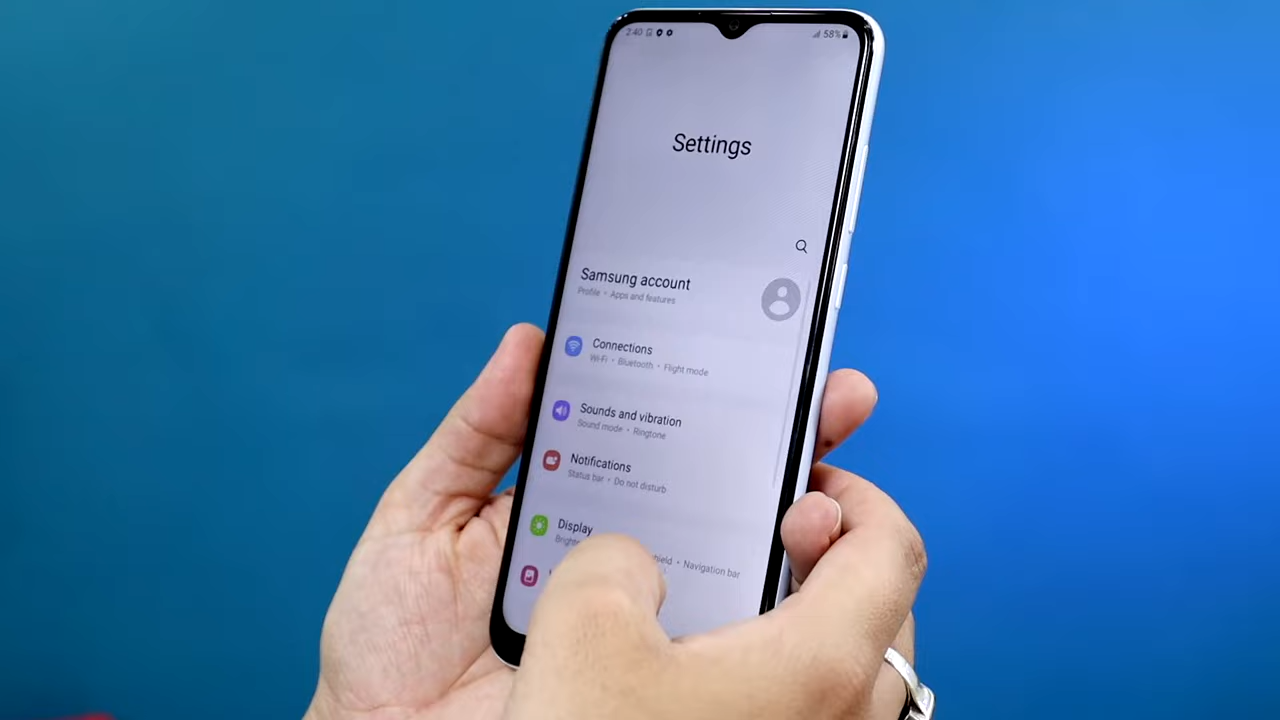 2:40 58%
Settings
Samsung account
Profile • Apps and features
Connections
Wi-Fi • Bluetooth • Flight mode
Sounds and vibration
Sound mode • Ringtone
Notifications
Status bar • Do not disturb
Display
Navigation bar